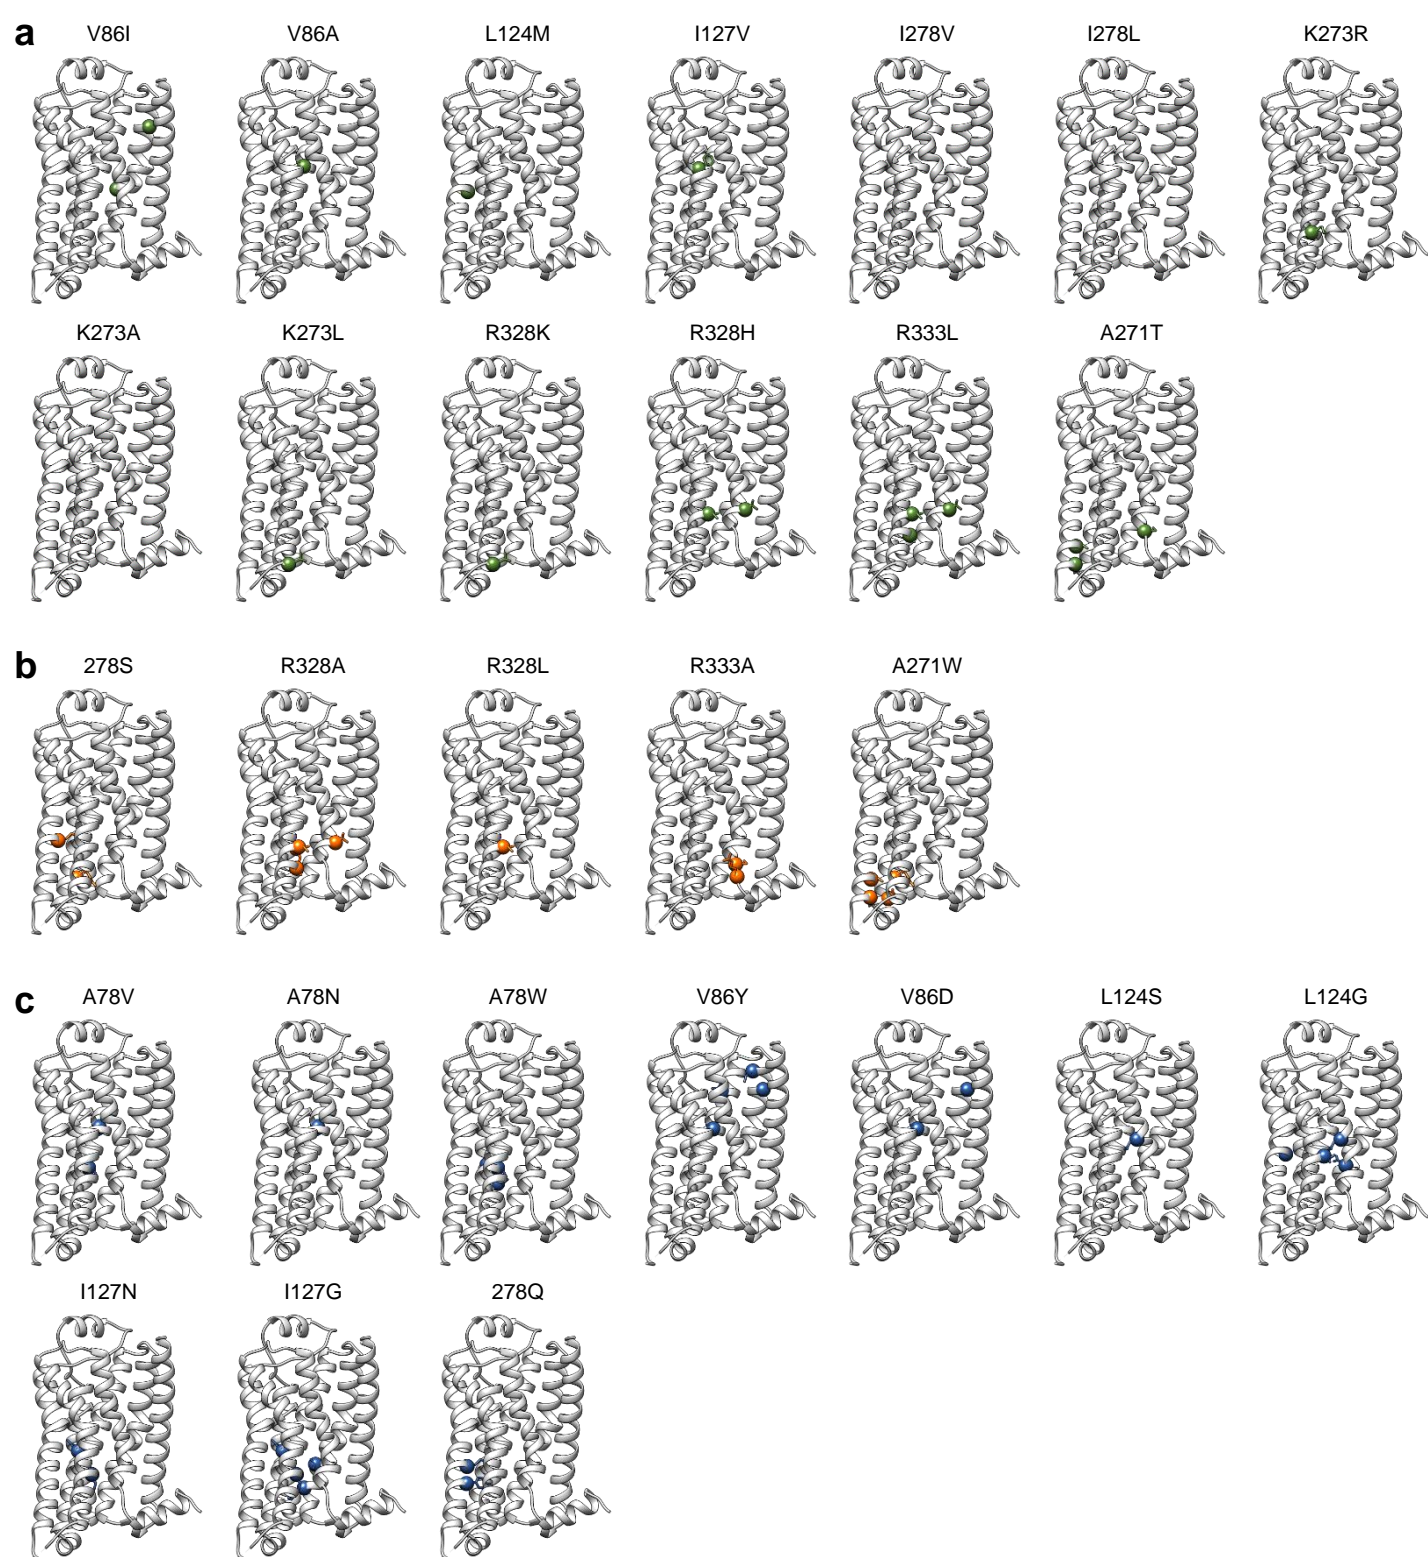 a
V86I V86A L124M I127V I278V I278L K273R
K273A K273L R328K R328H R333L A271T
b
278S R328A R328L R333A A271W
c
A78V A78N A78W V86Y V86D L124S L124G
I127N I127G 278Q